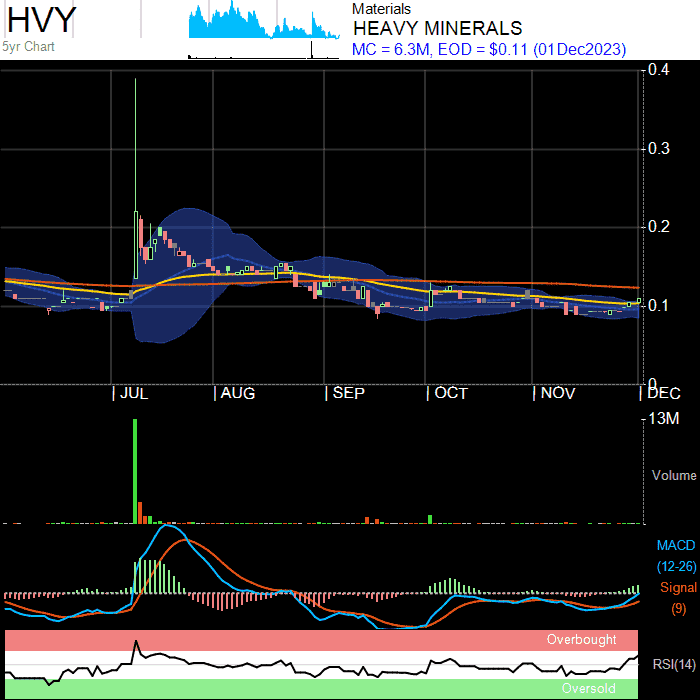 HVY
5yr Chart
Materials
HEAVY MINERALS
MC = 6.3M, EOD = $0.11 (01Dec2023)
0.4
0.3
0.2
0.1
0
JUL AUG SEP OCT NOV DEC
13M
Volume
MACD
(12-26)
Signal
(9)
Overbought
RSI(14)
Oversold